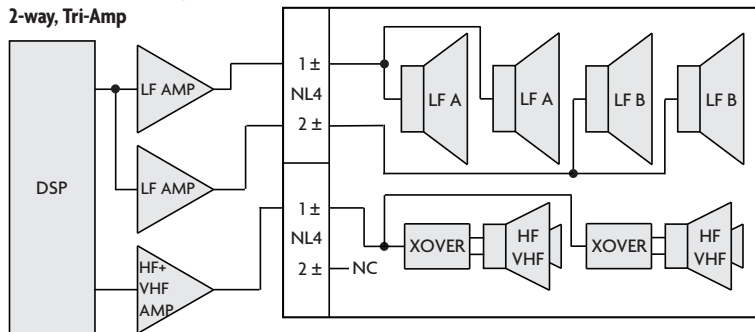 2-way, Tri-Amp
DSP
LF AMP
LF AMP
HF+
VHF
AMP
1 ±
NL4
2 ±
1 ±
NL4
2 ±
NC
LF A
LF A
LF B
LF B
XOVER
HF
VHF
XOVER
HF
VHF